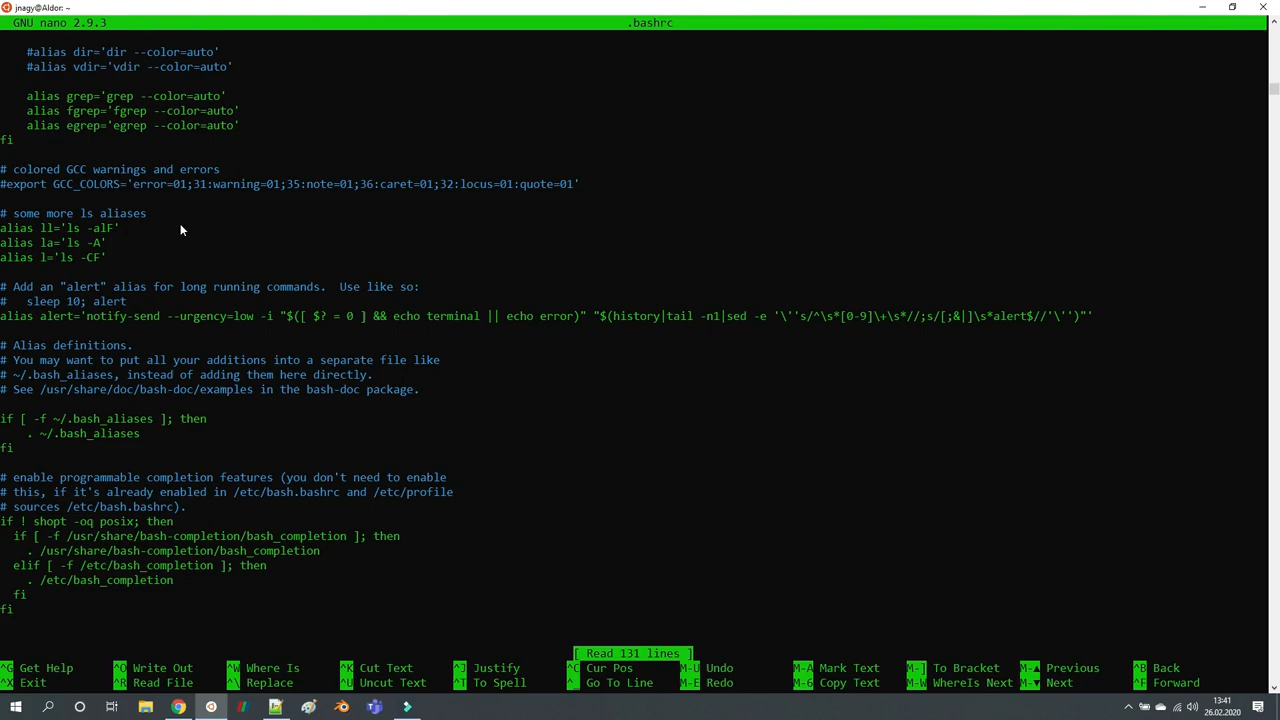 jnagy@Aldor: ~
GNU nano 2.9.3 .bashrc
#alias dir='dir --color=auto'
#alias vdir='vdir --color=auto'
alias grep='grep --color=auto'
alias fgrep='fgrep --color=auto'
alias egrep='egrep --color=auto'
fi
# colored GCC warnings and errors
#export GCC_COLORS='error=01;31:warning=01;35:note=01;36:caret=01;32:locus=01:quote=01'
# some more ls aliases
alias ll='ls -alF'
alias la='ls -A'
alias l='ls -CF'
# Add an "alert" alias for long running commands.  Use like so:
#   sleep 10; alert
alias alert='notify-send --urgency=low -i "$([ $? = 0 ] && echo terminal || echo error)" "$(history|tail -n1|sed -e '\''s/^\s*[0-9]\+\s*//;s/[;&|]\s*alert$//'\'')"'
# Alias definitions.
# You may want to put all your additions into a separate file like
# ~/.bash_aliases, instead of adding them here directly.
# See /usr/share/doc/bash-doc/examples in the bash-doc package.
if [ -f ~/.bash_aliases ]; then
. ~/.bash_aliases
fi
# enable programmable completion features (you don't need to enable
# this, if it's already enabled in /etc/bash.bashrc and /etc/profile
# sources /etc/bash.bashrc).
if ! shopt -oq posix; then
if [ -f /usr/share/bash-completion/bash_completion ]; then
. /usr/share/bash-completion/bash_completion
elif [ -f /etc/bash_completion ]; then
. /etc/bash_completion
fi
fi
[ Read 131 lines ]
^G Get Help ^O Write Out ^W Where Is ^K Cut Text ^J Justify ^C Cur Pos M-U Undo M-A Mark Text M-] To Bracket M-▲ Previous ^B Back
^X Exit ^R Read File ^\ Replace ^U Uncut Text ^T To Spell ^_ Go To Line M-E Redo M-6 Copy Text M-W WhereIs Next M-▼ Next ^F Forward
13:41
26.02.2020